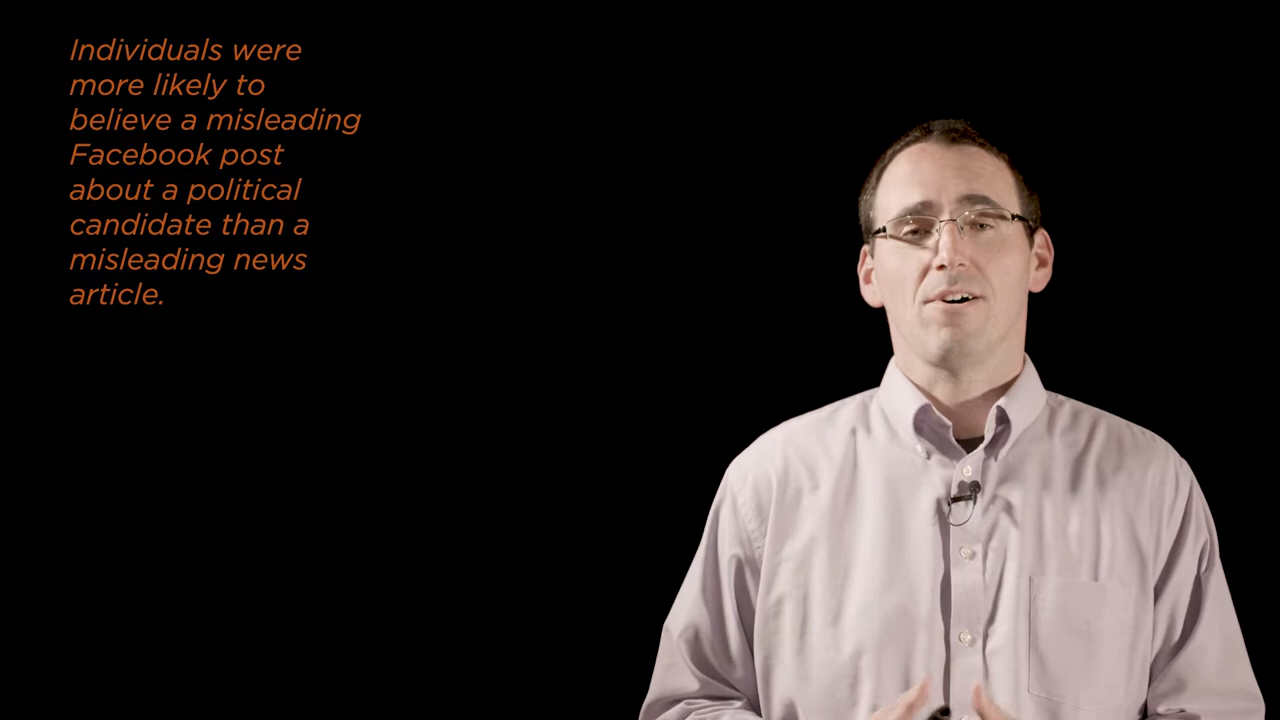 Individuals were
more likely to
believe a misleading
Facebook post
about a political
candidate than a
misleading news
article.